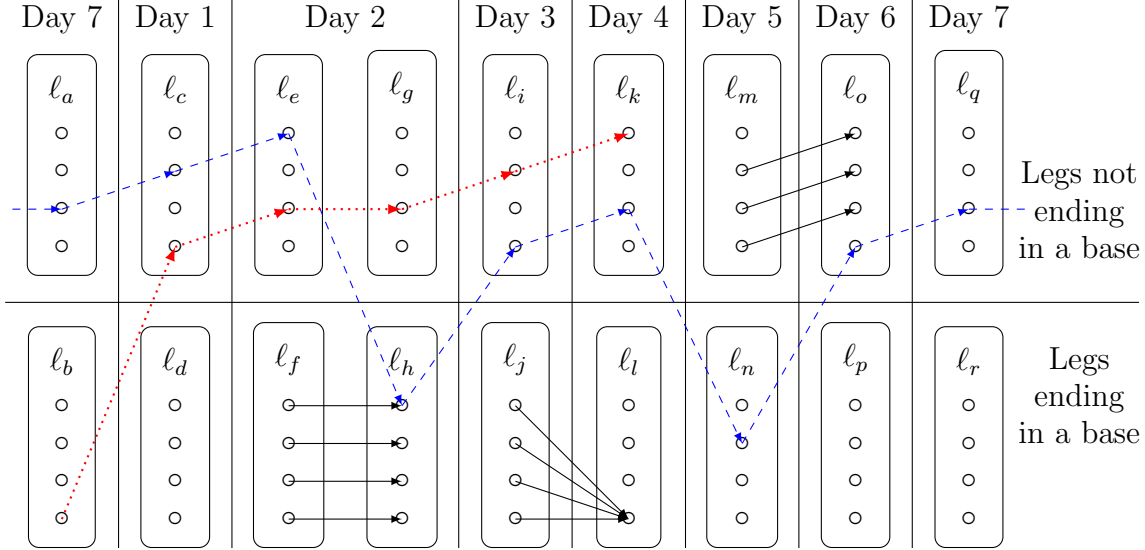 Day 7 Day 1 Day 2 Day 3 Day 4 Day 5 Day 6 Day 7
ℓa ℓc ℓe ℓg ℓi ℓk ℓm ℓo ℓq
Legs not
ending
in a base
ℓb ℓd ℓf ℓh ℓj ℓl ℓn ℓp ℓr
Legs
ending
in a base